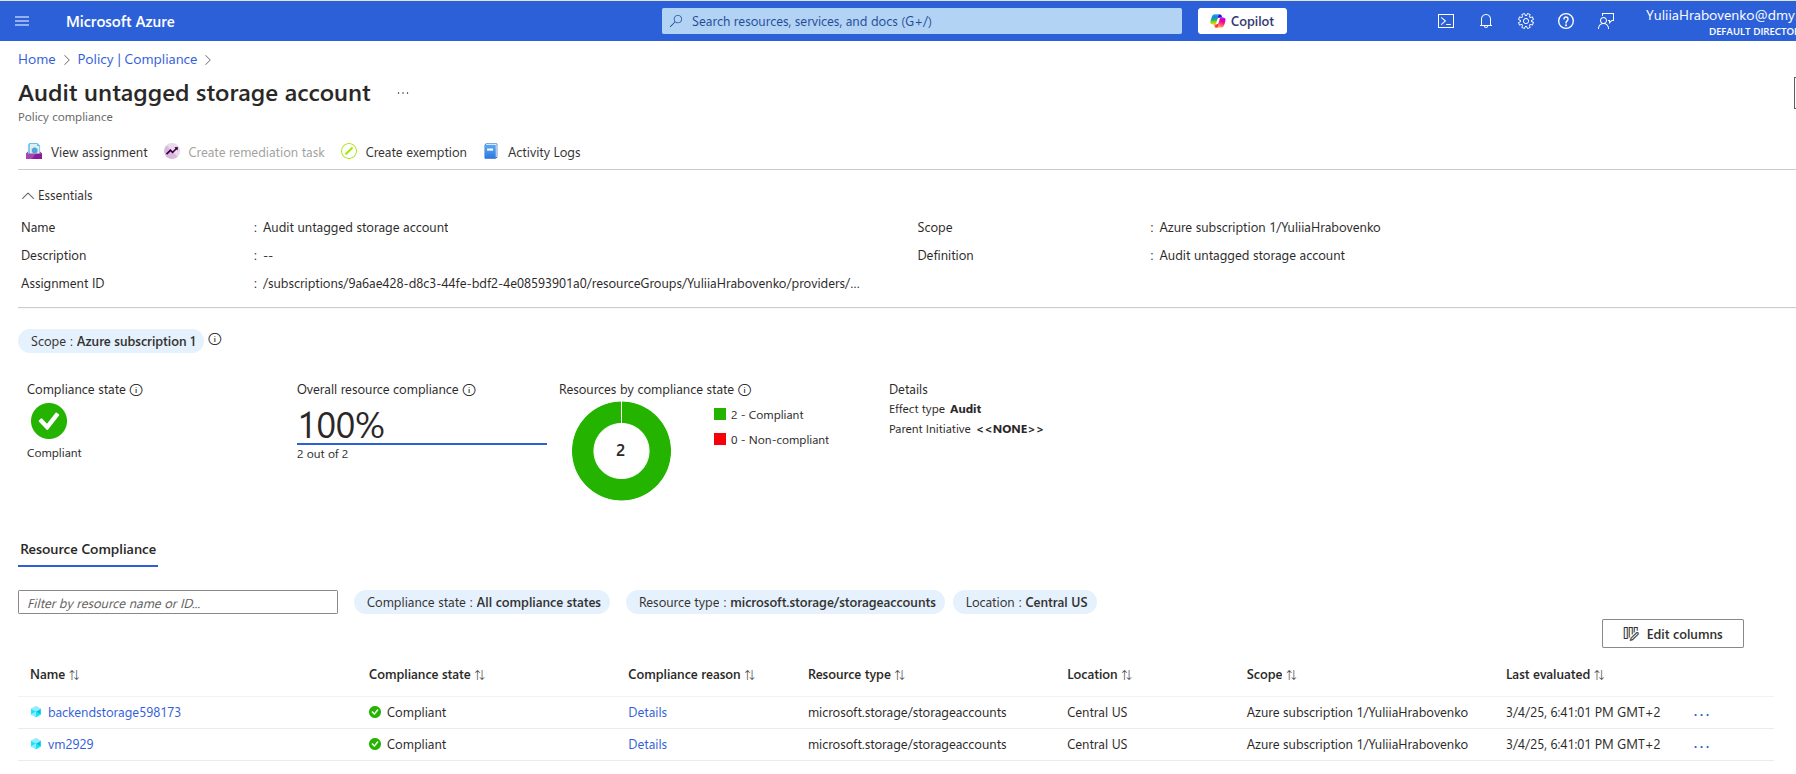 Microsoft Azure
Search resources, services, and docs (G+/)
Copilot
YuliiaHrabovenko@dmy
DEFAULT DIRECTO
Home > Policy | Compliance >
Audit untagged storage account ...
Policy compliance
View assignment Create remediation task Create exemption Activity Logs
Essentials
Name : Audit untagged storage account Scope : Azure subscription 1/YuliiaHrabovenko
Description : -- Definition : Audit untagged storage account
Assignment ID : /subscriptions/9a6ae428-d8c3-44fe-bdf2-4e08593901a0/resourceGroups/YuliiaHrabovenko/providers/...
Scope : Azure subscription 1
Compliance state
Compliant
Overall resource compliance
100%
2 out of 2
Resources by compliance state
2
2 - Compliant
0 - Non-compliant
Details
Effect type Audit
Parent Initiative <<NONE>>
Resource Compliance
Filter by resource name or ID...
Compliance state : All compliance states
Resource type : microsoft.storage/storageaccounts
Location : Central US
Edit columns
Name Compliance state Compliance reason Resource type Location Scope Last evaluated
backendstorage598173 Compliant Details microsoft.storage/storageaccounts Central US Azure subscription 1/YuliiaHrabovenko 3/4/25, 6:41:01 PM GMT+2 ...
vm2929 Compliant Details microsoft.storage/storageaccounts Central US Azure subscription 1/YuliiaHrabovenko 3/4/25, 6:41:01 PM GMT+2 ...